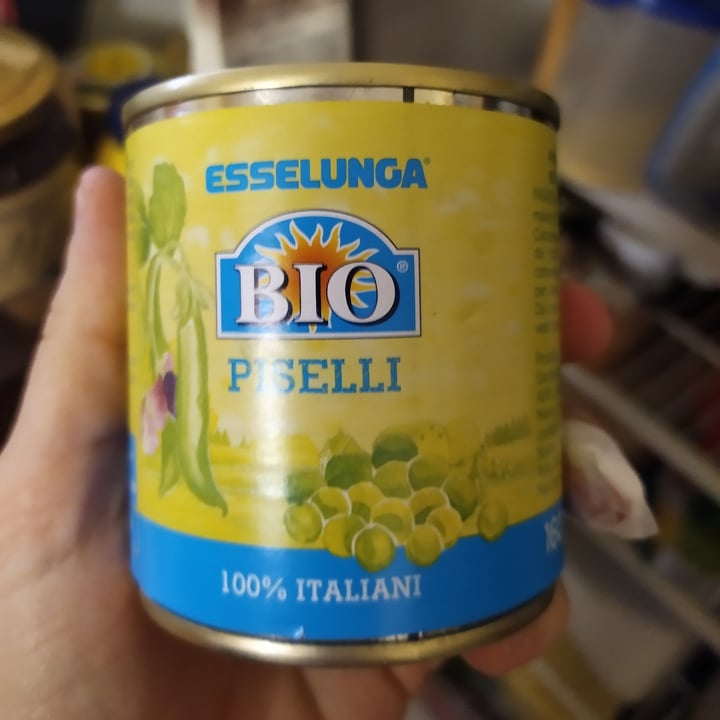 ESSELUNGA®
BIO®
PISELLI
100% ITALIANI